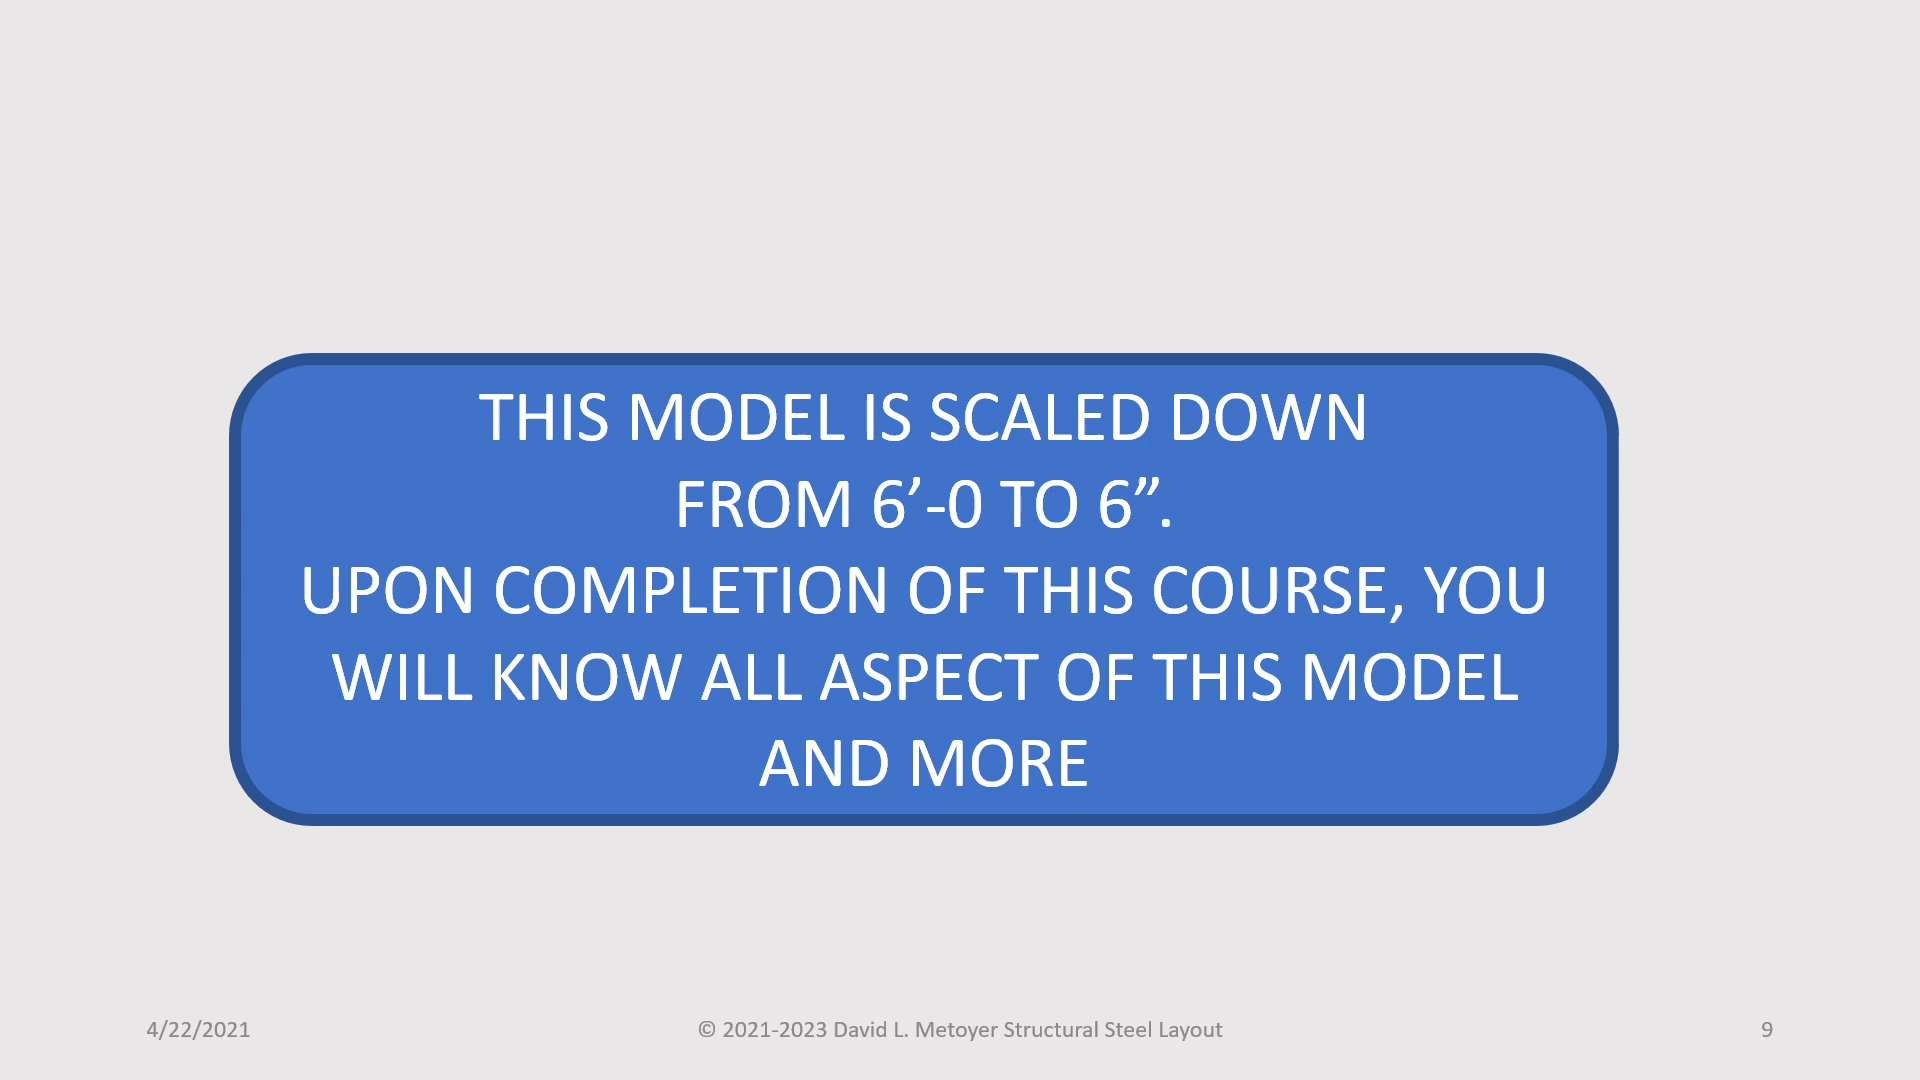 THIS MODEL IS SCALED DOWN
FROM 6’-0 TO 6”.
UPON COMPLETION OF THIS COURSE, YOU
WILL KNOW ALL ASPECT OF THIS MODEL
AND MORE
4/22/2021
© 2021-2023 David L. Metoyer Structural Steel Layout
9